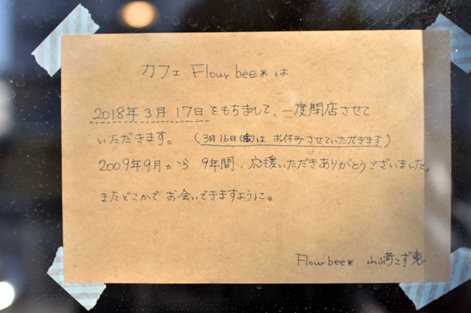 カフェ Flour bee* は
2018年 3月 17日をもちまして、一度閉店させて
いただきます。(3月16日(金)は お休みさせていただきます)
2009年9月から 9年間、応援いただきありがとうございました。
またどこかで お会いできますように。
Flour bee* 山崎こず恵